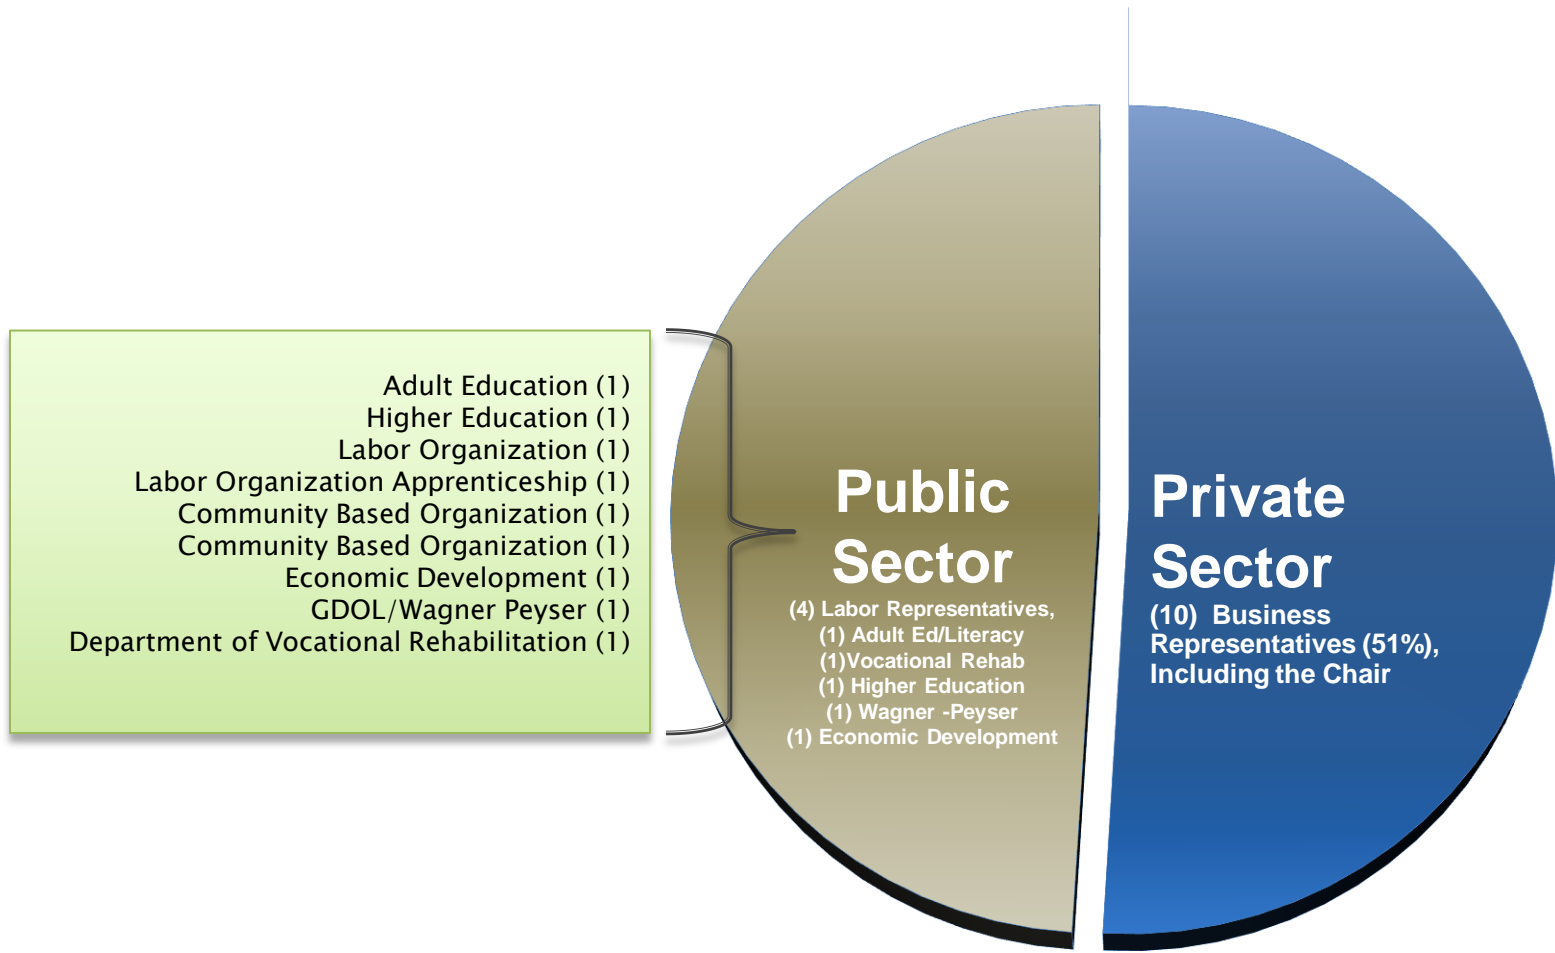 Adult Education (1)
Higher Education (1)
Labor Organization (1)
Labor Organization Apprenticeship (1)
Community Based Organization (1)
Community Based Organization (1)
Economic Development (1)
GDOL/Wagner Peyser (1)
Department of Vocational Rehabilitation (1)
Public
Sector
(4) Labor Representatives,
(1) Adult Ed/Literacy
(1)Vocational Rehab
(1) Higher Education
(1) Wagner -Peyser
(1) Economic Development
Private
Sector
(10) Business
Representatives (51%),
Including the Chair